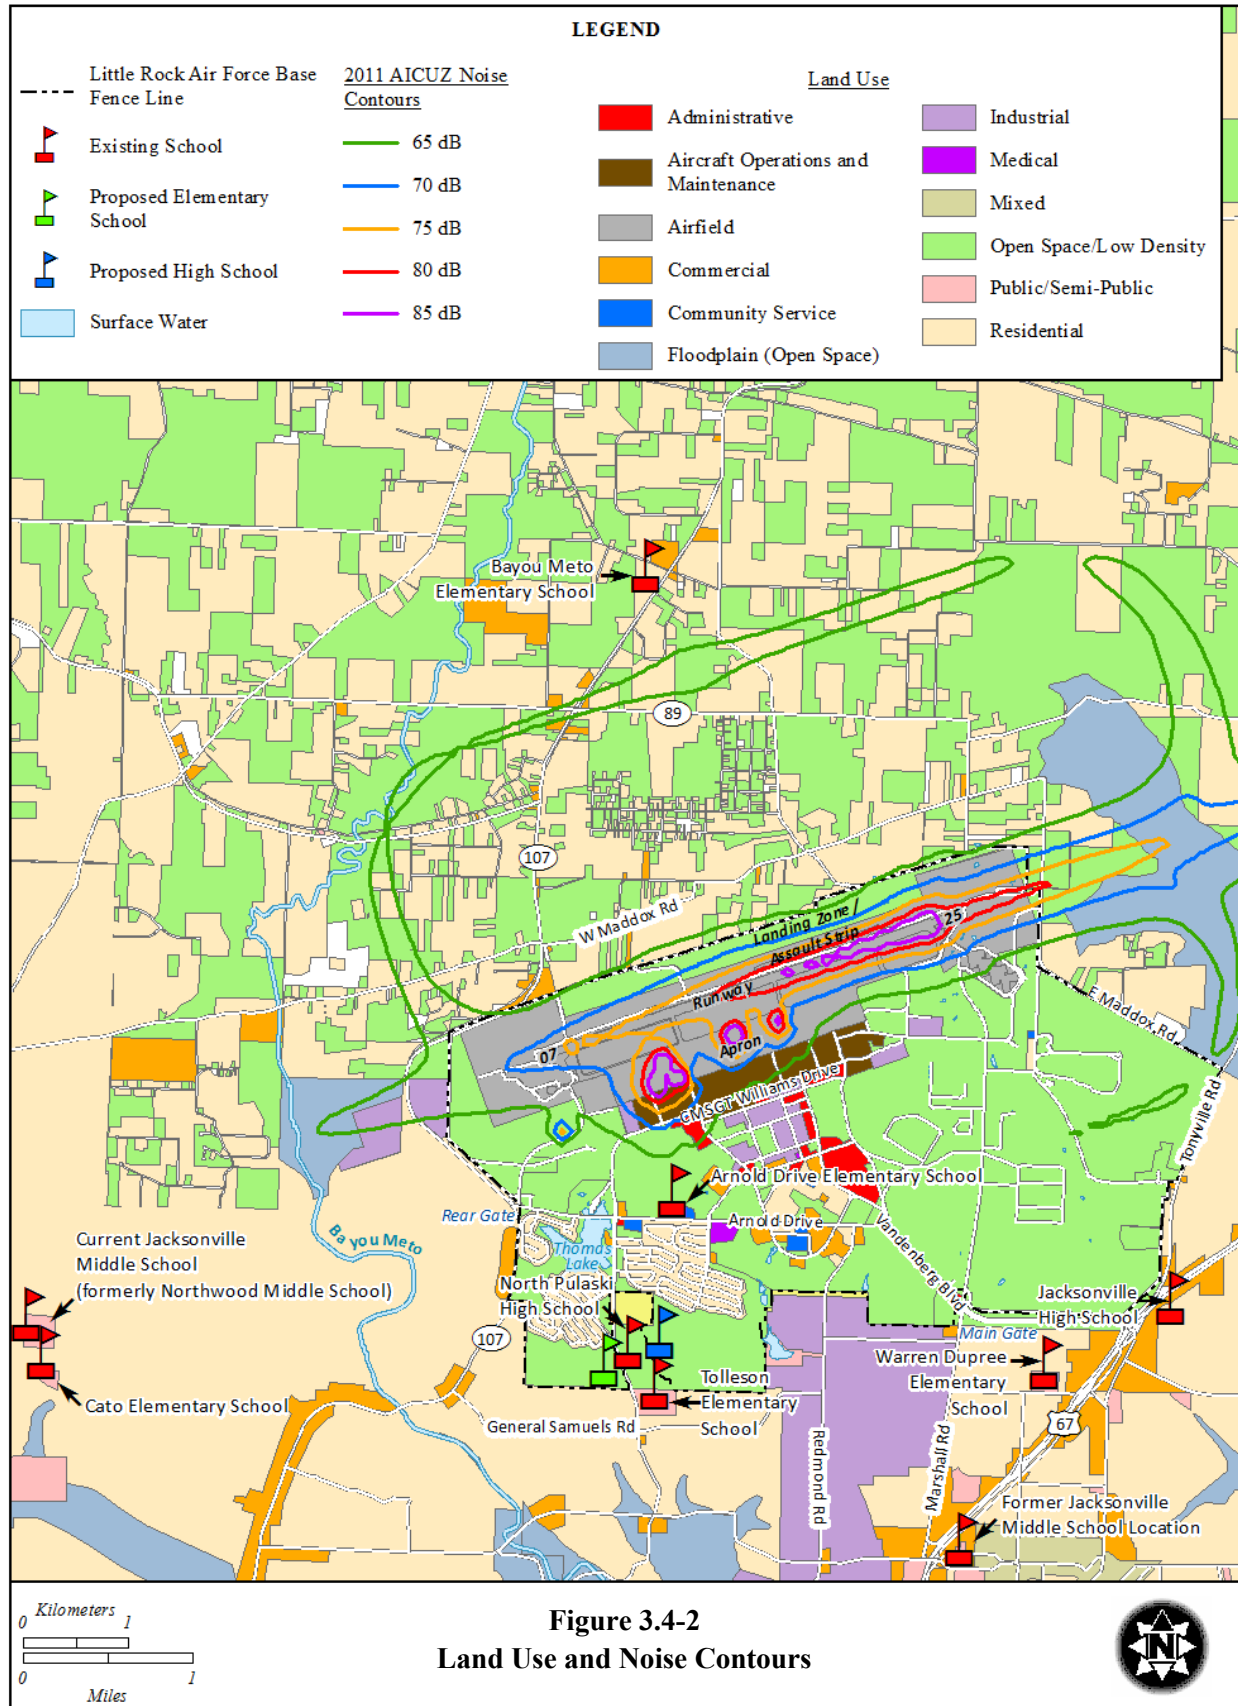 LEGEND
Little Rock Air Force Base
Fence Line
Existing School
Proposed Elementary
School
Proposed High School
Surface Water
2011 AICUZ Noise
Contours
65 dB
70 dB
75 dB
80 dB
85 dB
Land Use
Administrative
Aircraft Operations and
Maintenance
Airfield
Commercial
Community Service
Floodplain (Open Space)
Industrial
Medical
Mixed
Open Space/Low Density
Public/Semi-Public
Residential
Bayou Meto
Elementary School
89
107
W Maddox Rd
Landing Zone /
Assault Strip
25
Runway
07
Apron
E Maddox Rd
CMSGT Williams Drive
Tonyville Rd
Arnold Drive Elementary School
Rear Gate
Arnold Drive
Bayou Meto
Thomas
Lake
Vandenberg Blvd
Current Jacksonville
Middle School
(formerly Northwood Middle School)
North Pulaski
High School
Jacksonville
High School
107
Main Gate
Warren Dupree
Elementary
School
Cato Elementary School
Tolleson
Elementary
School
General Samuels Rd
67
Redmond Rd
Marshall Rd
Former Jacksonville
Middle School Location
Kilometers
0 1
0 1
Miles
Figure 3.4-2
Land Use and Noise Contours
N